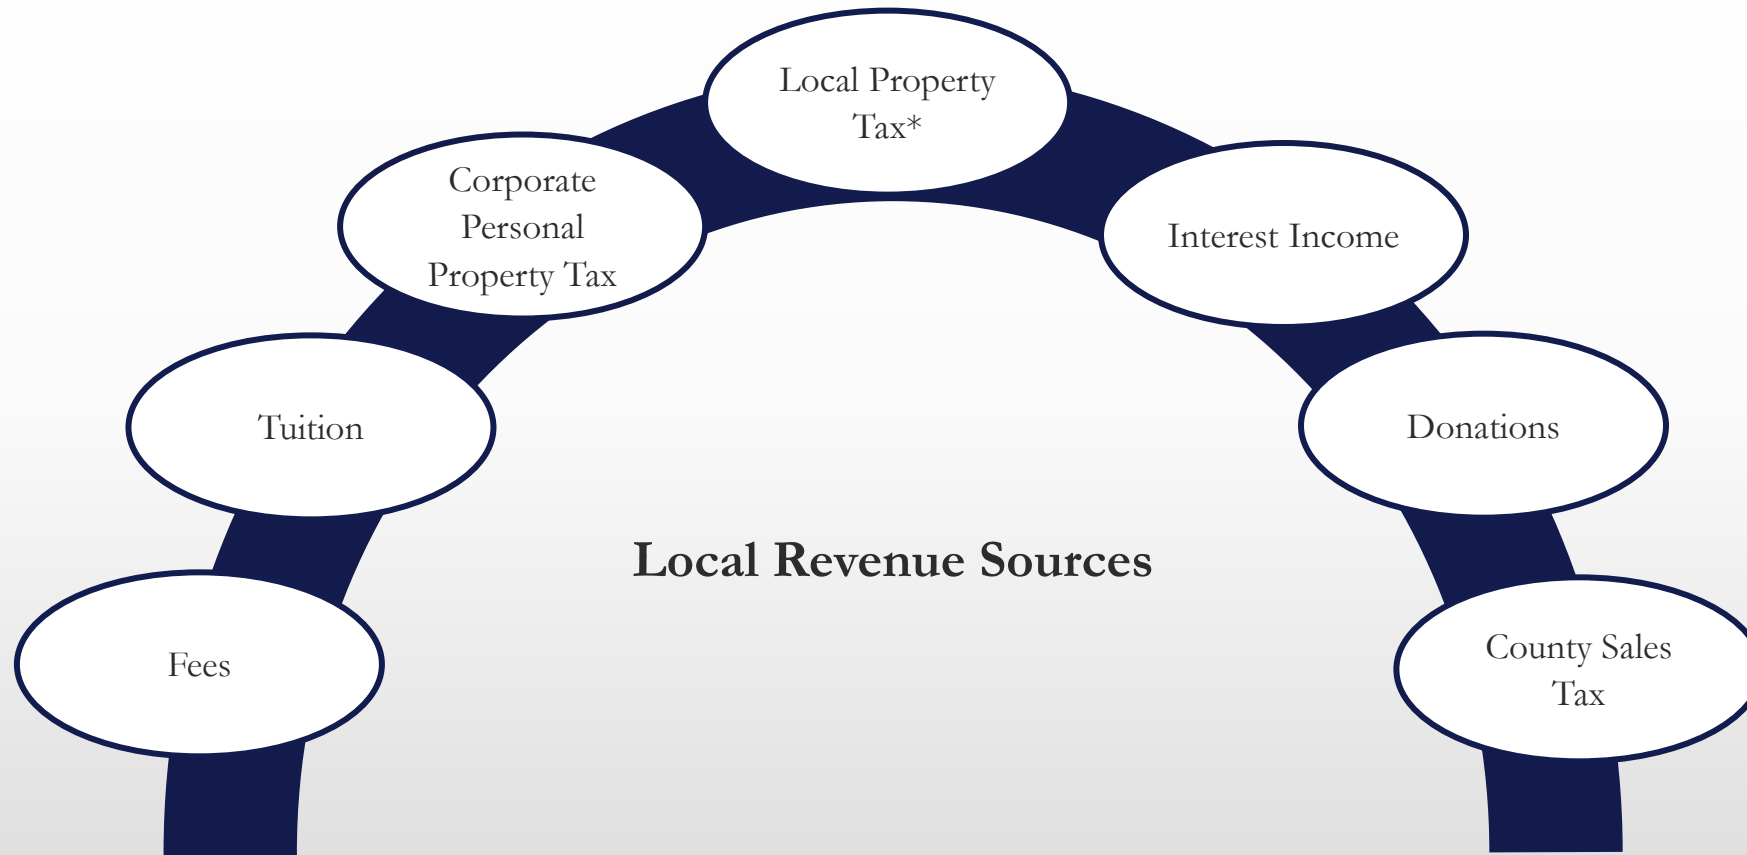 Local Property
Tax*
Corporate
Personal
Property Tax
Interest Income
Tuition
Donations
Local Revenue Sources
Fees
County Sales
Tax